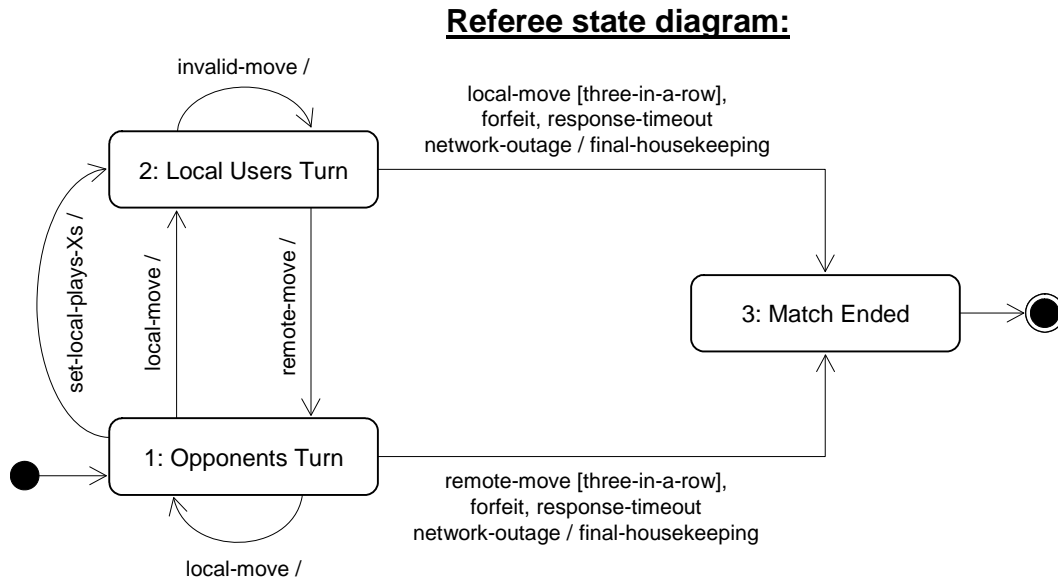 Referee state diagram:
invalid-move /
local-move [three-in-a-row],
forfeit, response-timeout
network-outage / final-housekeeping
2: Local Users Turn
set-local-plays-Xs /
local-move /
remote-move /
3: Match Ended
1: Opponents Turn
remote-move [three-in-a-row],
forfeit, response-timeout
network-outage / final-housekeeping
local-move /